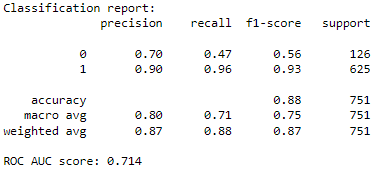 Classification report:
precision recall f1-score support
0 0.70 0.47 0.56 126
1 0.90 0.96 0.93 625
accuracy 0.88 751
macro avg 0.80 0.71 0.75 751
weighted avg 0.87 0.88 0.87 751
ROC AUC score: 0.714